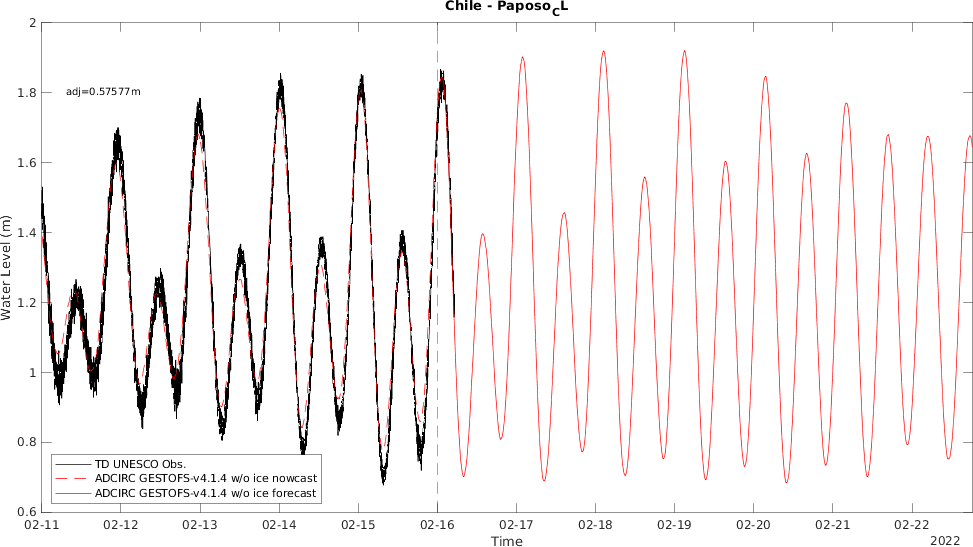 Chile - Paposo_CL
2
1.8
1.6
1.4
1.2
1
0.8
0.6
Water Level (m)
adj=0.57577m
TD UNESCO Obs.
ADCIRC GESTOFS-v4.1.4 w/o ice nowcast
ADCIRC GESTOFS-v4.1.4 w/o ice forecast
02-11 02-12 02-13 02-14 02-15 02-16 02-17 02-18 02-19 02-20 02-21 02-22
Time
2022